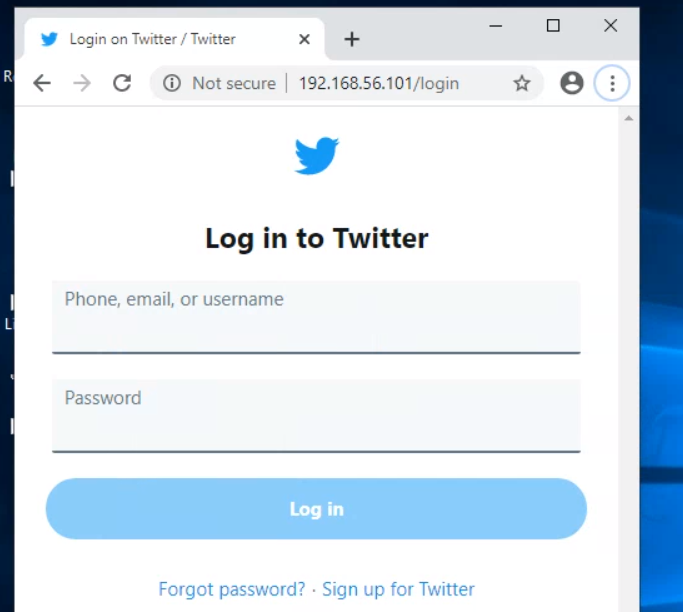 Login on Twitter / Twitter
Not secure | 192.168.56.101/login
Log in to Twitter
Phone, email, or username
Password
Log in
Forgot password? · Sign up for Twitter